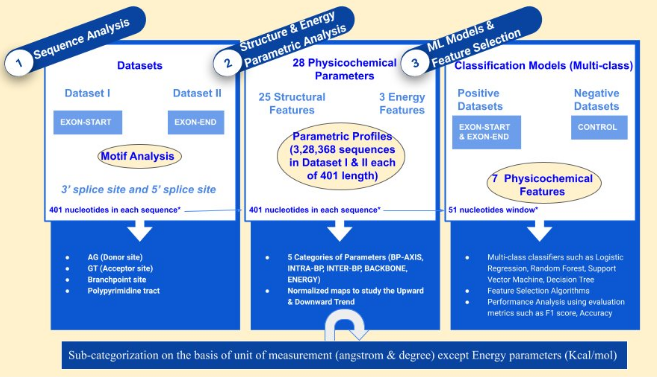 1 Sequence Analysis
Datasets
Dataset I
Dataset II
EXON-START
EXON-END
Motif Analysis
3' splice site and 5' splice site
401 nucleotides in each sequence*
AG (Donor site)
GT (Acceptor site)
Branchpoint site
Polypyrimidine tract
2 Structure & Energy
Parametric Analysis
28 Physicochemical
Parameters
25 Structural
Features
3 Energy
Features
Parametric Profiles
(3,28,368 sequences
in Dataset I & II each
of 401 length)
401 nucleotides in each sequence*
5 Categories of Parameters (BP-AXIS,
INTRA-BP, INTER-BP, BACKBONE,
ENERGY)
Normalized maps to study the Upward
& Downward Trend
3 ML Models &
Feature Selection
Classification Models (Multi-class)
Positive
Datasets
Negative
Datasets
EXON-START
& EXON-END
CONTROL
7 Physicochemical
Features
51 nucleotides window*
Multi-class classifiers such as Logistic
Regression, Random Forest, Support
Vector Machine, Decision Tree
Feature Selection Algorithms
Performance Analysis using evaluation
metrics such as F1 score, Accuracy
Sub-categorization on the basis of unit of measurement (angstrom & degree) except Energy parameters (Kcal/mol)